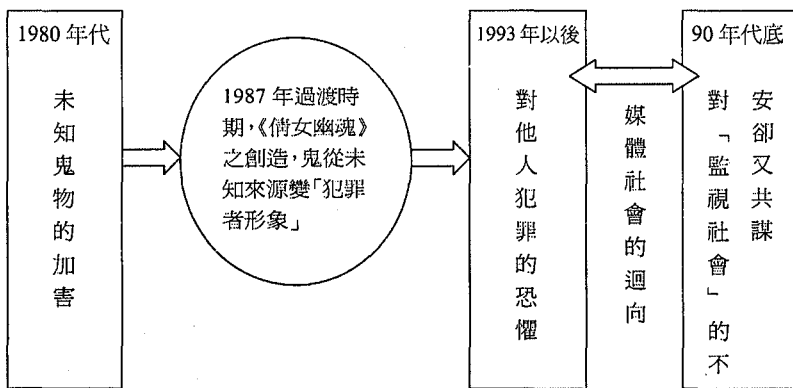 1980 年代
未知鬼物的加害
1987 年過渡時
期，《倩女幽魂》
之創造，鬼從未
知來源變「犯罪
者形象」
1993 年以後
對他人犯罪的恐懼
媒體社會的迴向
90 年代底
對「監視社會」的不
安卻又共謀